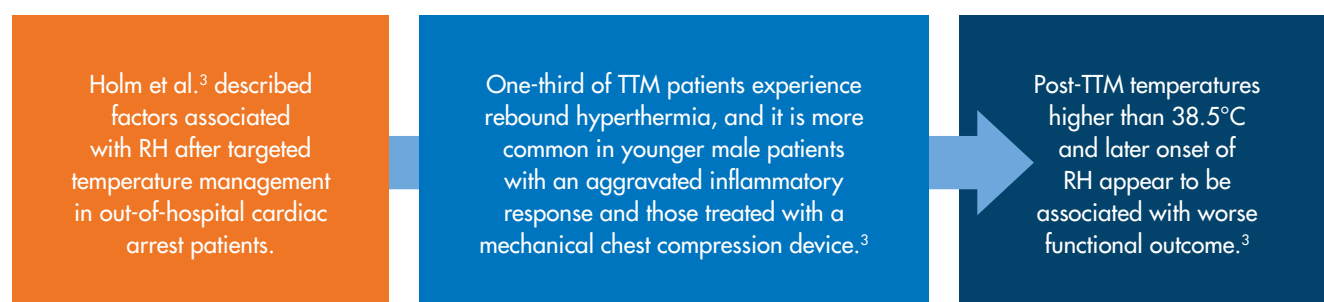 Holm et al.³ described
factors associated
with RH after targeted
temperature management
in out-of-hospital cardiac
arrest patients.
One-third of TTM patients experience
rebound hyperthermia, and it is more
common in younger male patients
with an aggravated inflammatory
response and those treated with a
mechanical chest compression device.³
Post-TTM temperatures
higher than 38.5°C
and later onset of
RH appear to be
associated with worse
functional outcome.³